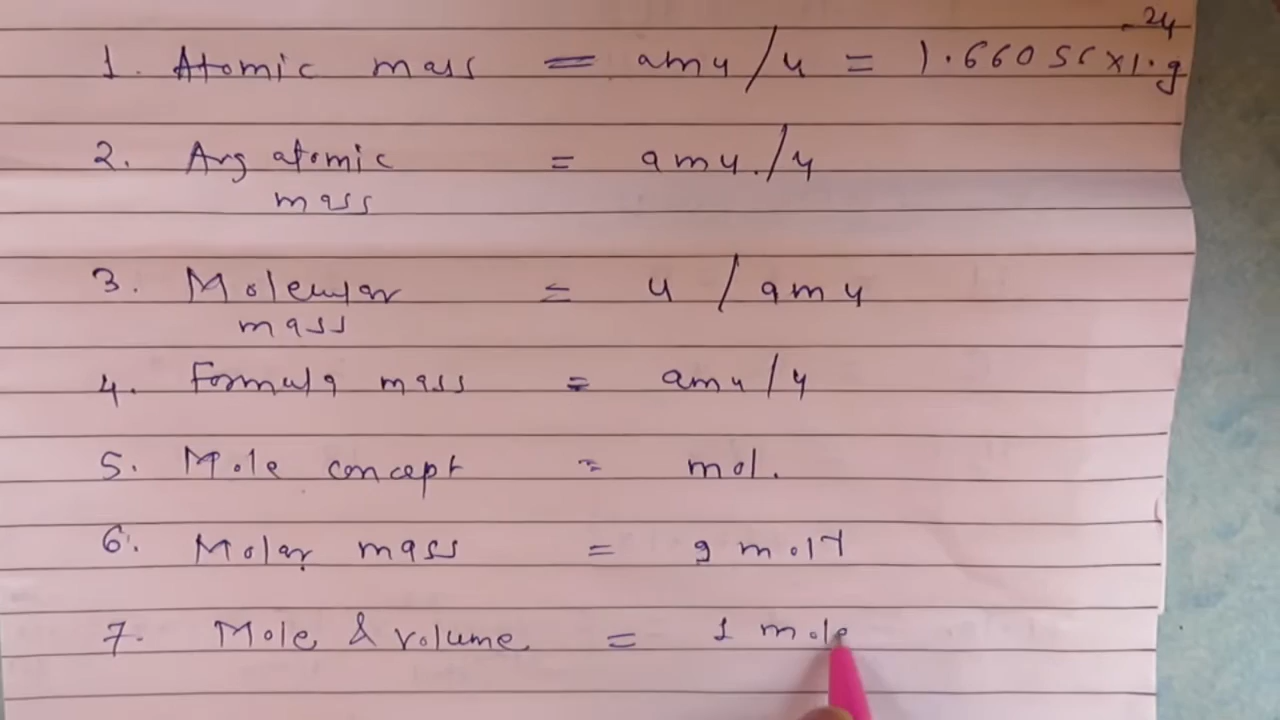 1. Atomic mass = amu/u = 1.66056 x 10⁻²⁴ g
2. Avg atomic = amu./u
mass
3. Molecular = u / amu
mass
4. Formula mass = amu/u
5. Mole concept = mol.
6. Molar mass = g mol⁻¹
7. Mole & volume = 1 mole